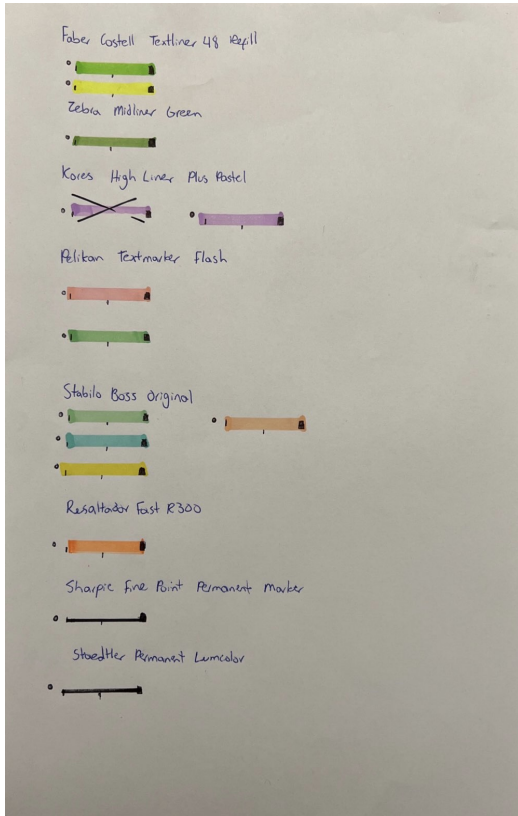 Faber Castell Textliner 48 Refill
Zebra Midliner Green
Kores High Liner Plus Pastel
Pelikan Textmarker Flash
Stabilo Boss Original
Resaltador Fast R300
Sharpie Fine Point Permanent Marker
Staedtler Permanent Lumcolor